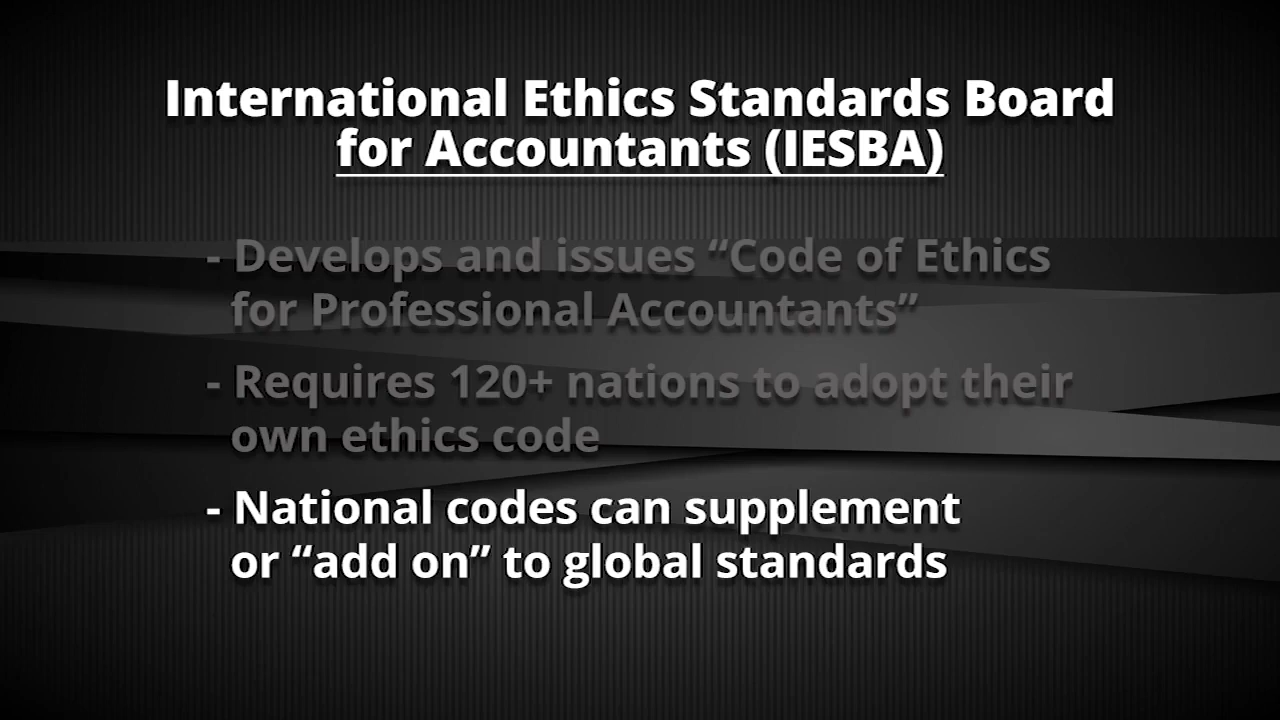 International Ethics Standards Board
for Accountants (IESBA)
- Develops and issues “Code of Ethics
for Professional Accountants”
- Requires 120+ nations to adopt their
own ethics code
- National codes can supplement
or “add on” to global standards